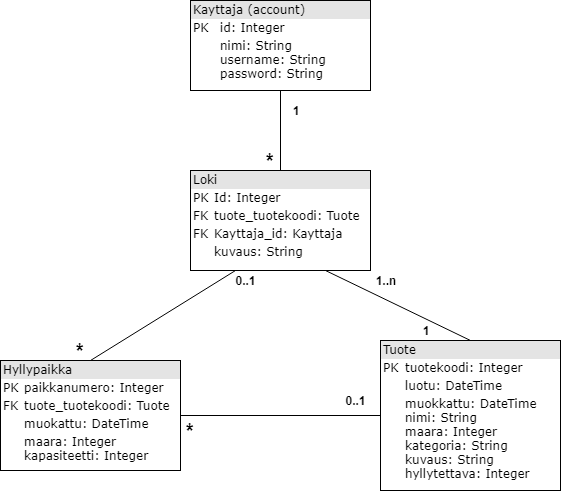 Kayttaja (account)
PK id: Integer
nimi: String
username: String
password: String
1
*
Loki
PK Id: Integer
FK tuote_tuotekoodi: Tuote
FK Kayttaja_id: Kayttaja
kuvaus: String
0..1
1..n
*
1
Hyllypaikka
PK paikkanumero: Integer
FK tuote_tuotekoodi: Tuote
muokattu: DateTime
maara: Integer
kapasiteetti: Integer
*
0..1
Tuote
PK tuotekoodi: Integer
luotu: DateTime
muokkattu: DateTime
nimi: String
maara: Integer
kategoria: String
kuvaus: String
hyllytettava: Integer